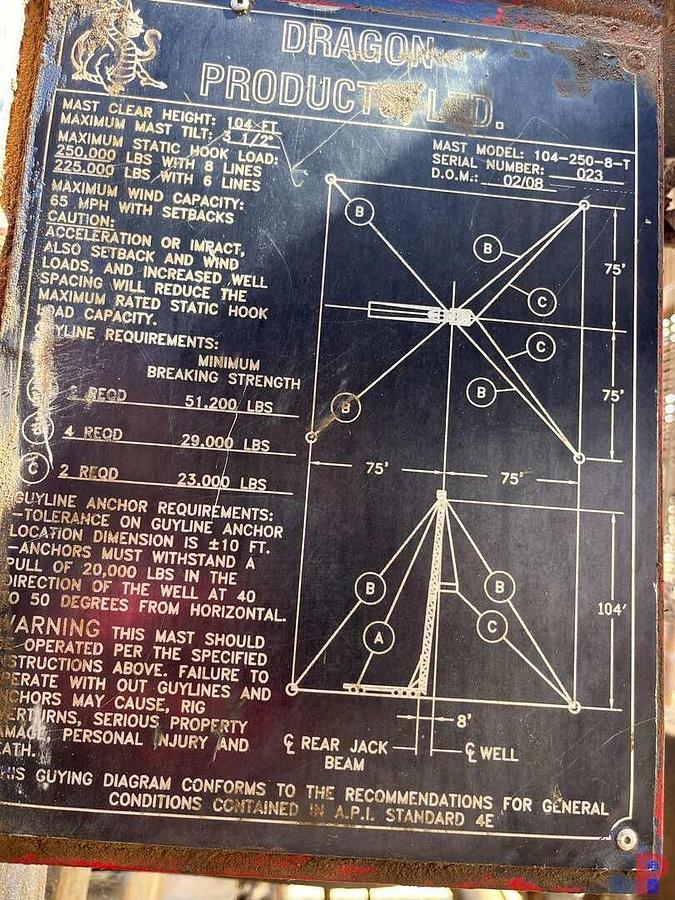 DRAGON
PRODUCTS LTD.
MAST CLEAR HEIGHT: 104 FT
MAXIMUM MAST TILT: 3 1/2°
MAXIMUM STATIC HOOK LOAD:
250,000 LBS WITH 8 LINES
225,000 LBS WITH 6 LINES
MAXIMUM WIND CAPACITY:
65 MPH WITH SETBACKS
CAUTION:
ACCELERATION OR IMPACT,
ALSO SETBACK AND WIND
LOADS, AND INCREASED WELL
SPACING WILL REDUCE THE
MAXIMUM RATED STATIC HOOK
LOAD CAPACITY.
GUYLINE REQUIREMENTS:
MINIMUM
BREAKING STRENGTH
REQD 51,200 LBS
B 4 REQD 29,000 LBS
C 2 REQD 23,000 LBS
GUYLINE ANCHOR REQUIREMENTS:
-TOLERANCE ON GUYLINE ANCHOR
LOCATION DIMENSION IS ±10 FT.
-ANCHORS MUST WITHSTAND A
PULL OF 20,000 LBS IN THE
DIRECTION OF THE WELL AT 40
TO 50 DEGREES FROM HORIZONTAL.
WARNING THIS MAST SHOULD
OPERATED PER THE SPECIFIED
INSTRUCTIONS ABOVE. FAILURE TO
OPERATE WITH OUT GUYLINES AND
ANCHORS MAY CAUSE, RIG
OVERTURNS, SERIOUS PROPERTY
DAMAGE, PERSONAL INJURY AND
DEATH.
MAST MODEL: 104-250-8-T
SERIAL NUMBER: 023
D.O.M.: 02/08
B
B
C
75'
C
B
B
75'
75'
75'
B
B
A
C
104'
8'
℄ REAR JACK
BEAM
℄ WELL
THIS GUYING DIAGRAM CONFORMS TO THE RECOMMENDATIONS FOR GENERAL
CONDITIONS CONTAINED IN A.P.I. STANDARD 4E